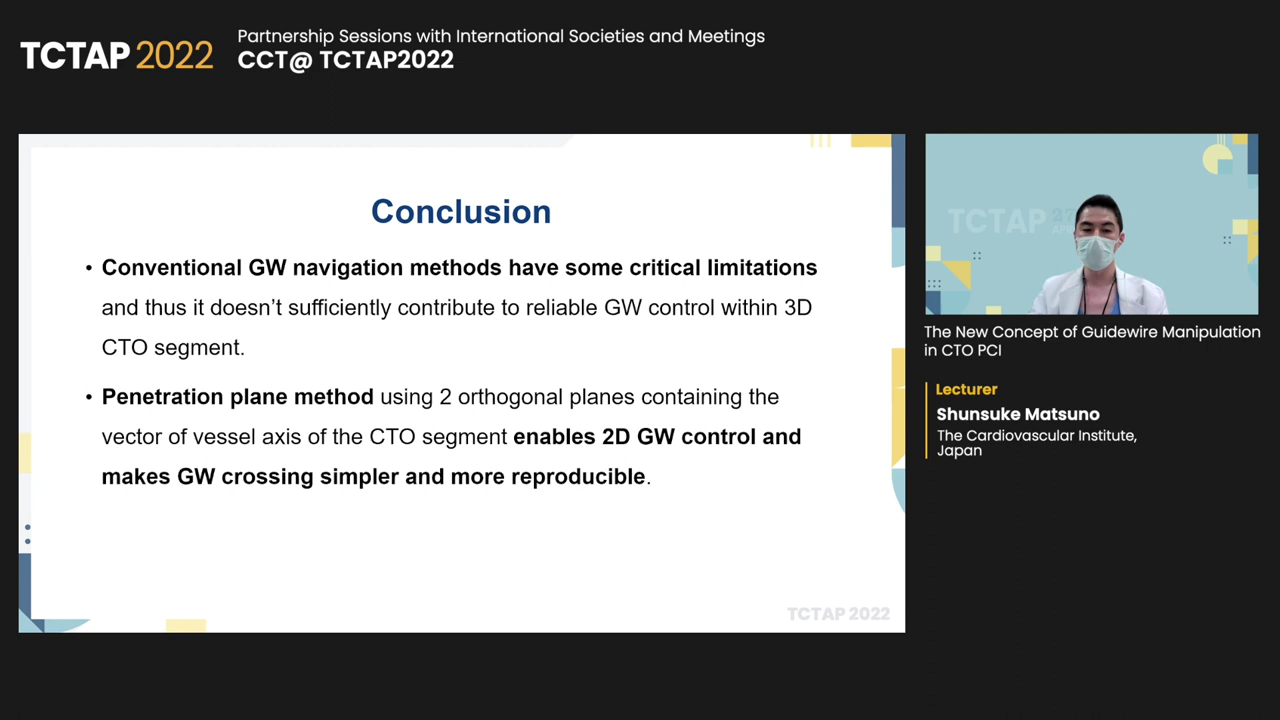 TCTAP 2022
Partnership Sessions with International Societies and Meetings
CCT@ TCTAP2022
Conclusion
• Conventional GW navigation methods have some critical limitations
and thus it doesn’t sufficiently contribute to reliable GW control within 3D
CTO segment.
• Penetration plane method using 2 orthogonal planes containing the
vector of vessel axis of the CTO segment enables 2D GW control and
makes GW crossing simpler and more reproducible.
TCTAP 2022
TCTAP
The New Concept of Guidewire Manipulation
in CTO PCI
Lecturer
Shunsuke Matsuno
The Cardiovascular Institute,
Japan